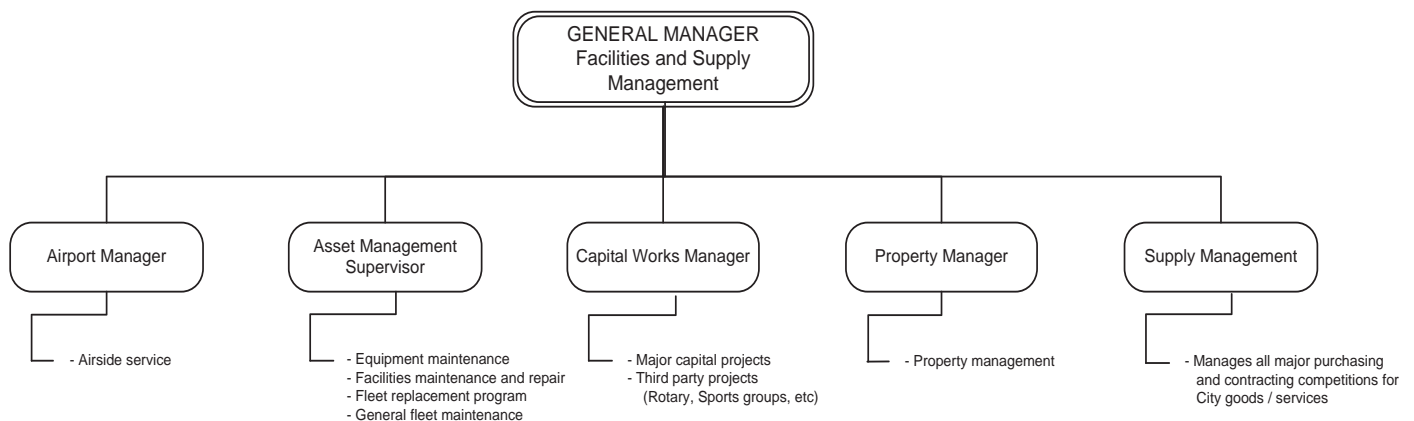 GENERAL MANAGER
Facilities and Supply
Management
Airport Manager
Asset Management
Supervisor
Capital Works Manager
Property Manager
Supply Management
- Airside service
- Equipment maintenance
- Facilities maintenance and repair
- Fleet replacement program
- General fleet maintenance
- Major capital projects
- Third party projects
(Rotary, Sports groups, etc)
- Property management
- Manages all major purchasing
and contracting competitions for
City goods / services